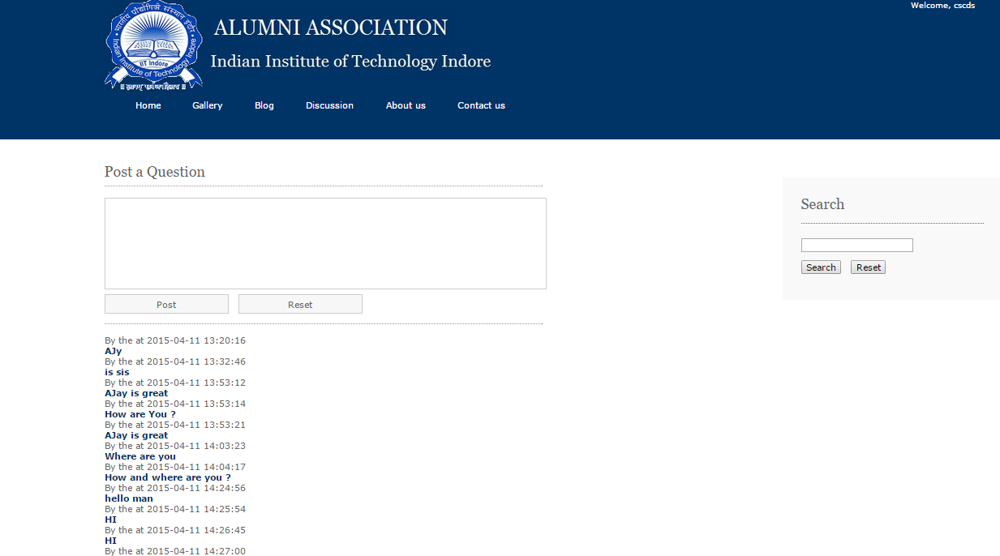 Welcome, cscds
भारतीय प्रौद्योगिकी संस्थान इंदौर
IIT Indore
Indian Institute of Technology Indore
ALUMNI ASSOCIATION
Indian Institute of Technology Indore
Home Gallery Blog Discussion About us Contact us
Post a Question
Post Reset
Search
Search Reset
By the at 2015-04-11 13:20:16
AJy
By the at 2015-04-11 13:32:46
is sis
By the at 2015-04-11 13:53:12
AJay is great
By the at 2015-04-11 13:53:14
How are You ?
By the at 2015-04-11 13:53:21
AJay is great
By the at 2015-04-11 14:03:23
Where are you
By the at 2015-04-11 14:04:17
How and where are you ?
By the at 2015-04-11 14:24:56
hello man
By the at 2015-04-11 14:25:54
HI
By the at 2015-04-11 14:26:45
HI
By the at 2015-04-11 14:27:00